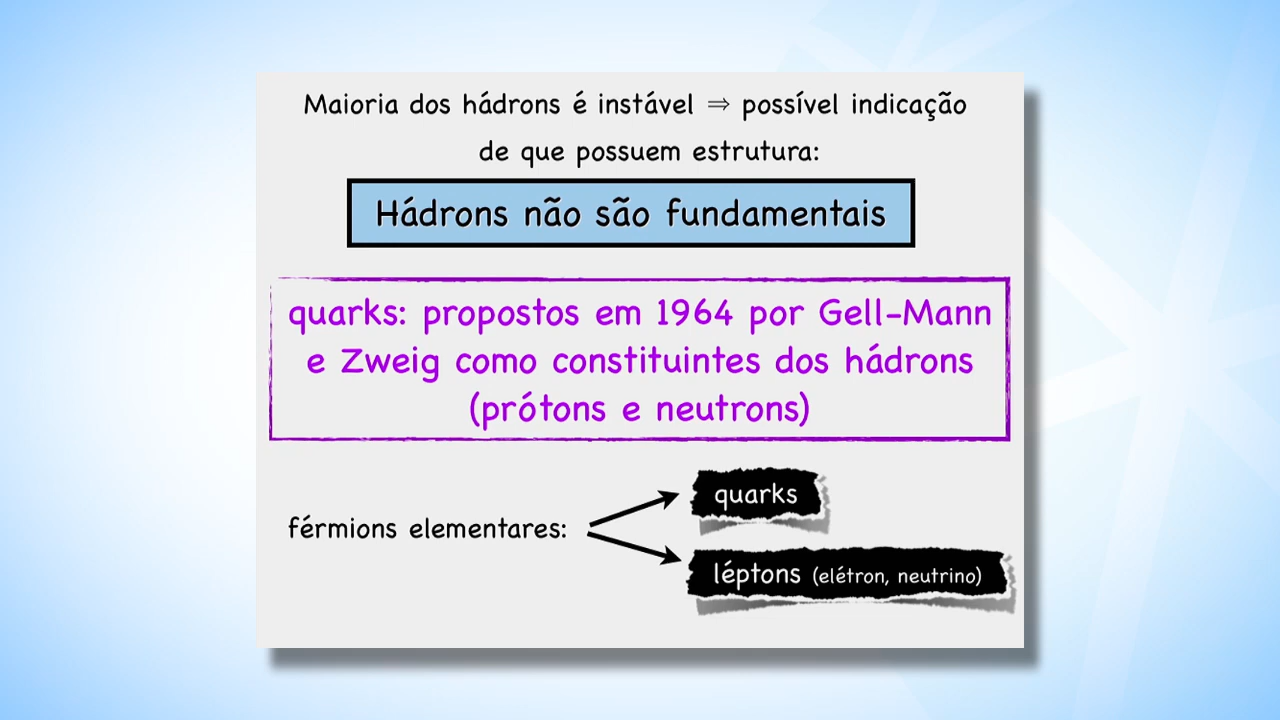 Maioria dos hádrons é instável ⇒ possível indicação
de que possuem estrutura:
Hádrons não são fundamentais
quarks: propostos em 1964 por Gell-Mann
e Zweig como constituintes dos hádrons
(prótons e neutrons)
quarks
férmions elementares:
léptons (elétron, neutrino)